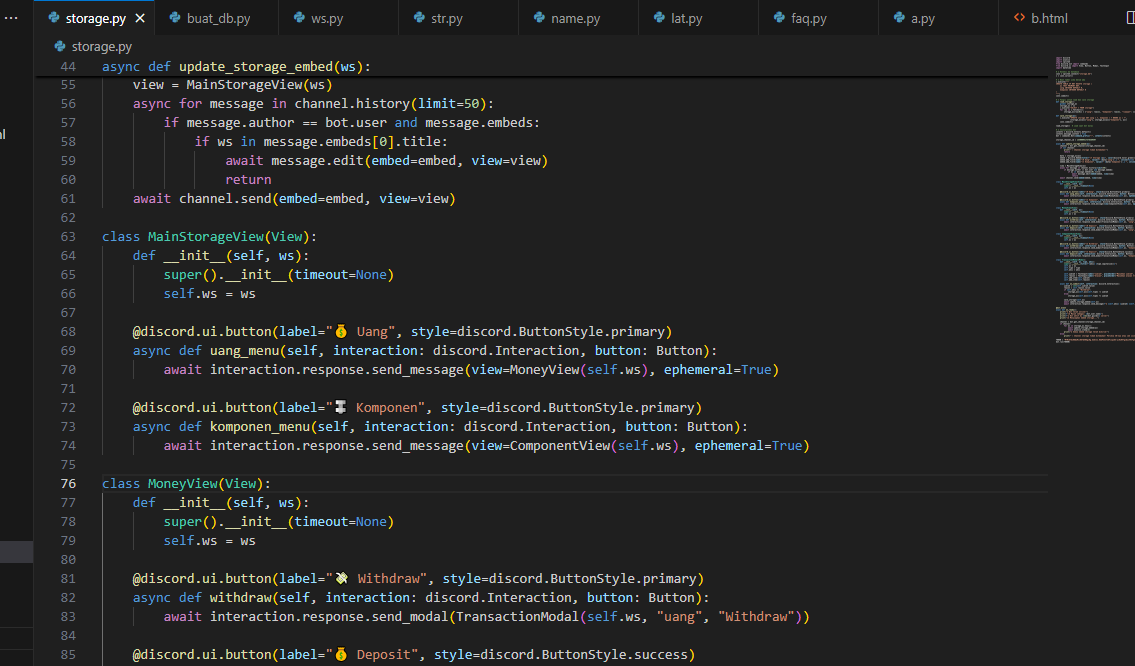 storage.py
buat_db.py
ws.py
str.py
name.py
lat.py
faq.py
a.py
b.html
storage.py
44 async def update_storage_embed(ws):
55 view = MainStorageView(ws)
56 async for message in channel.history(limit=50):
57 if message.author == bot.user and message.embeds:
58 if ws in message.embeds[0].title:
59 await message.edit(embed=embed, view=view)
60 return
61 await channel.send(embed=embed, view=view)
62
63 class MainStorageView(View):
64 def __init__(self, ws):
65 super().__init__(timeout=None)
66 self.ws = ws
67
68 @discord.ui.button(label="💰 Uang", style=discord.ButtonStyle.primary)
69 async def uang_menu(self, interaction: discord.Interaction, button: Button):
70 await interaction.response.send_message(view=MoneyView(self.ws), ephemeral=True)
71
72 @discord.ui.button(label="🔩 Komponen", style=discord.ButtonStyle.primary)
73 async def komponen_menu(self, interaction: discord.Interaction, button: Button):
74 await interaction.response.send_message(view=ComponentView(self.ws), ephemeral=True)
75
76 class MoneyView(View):
77 def __init__(self, ws):
78 super().__init__(timeout=None)
79 self.ws = ws
80
81 @discord.ui.button(label="💸 Withdraw", style=discord.ButtonStyle.primary)
82 async def withdraw(self, interaction: discord.Interaction, button: Button):
83 await interaction.response.send_modal(TransactionModal(self.ws, "uang", "Withdraw"))
84
85 @discord.ui.button(label="💰 Deposit", style=discord.ButtonStyle.success)